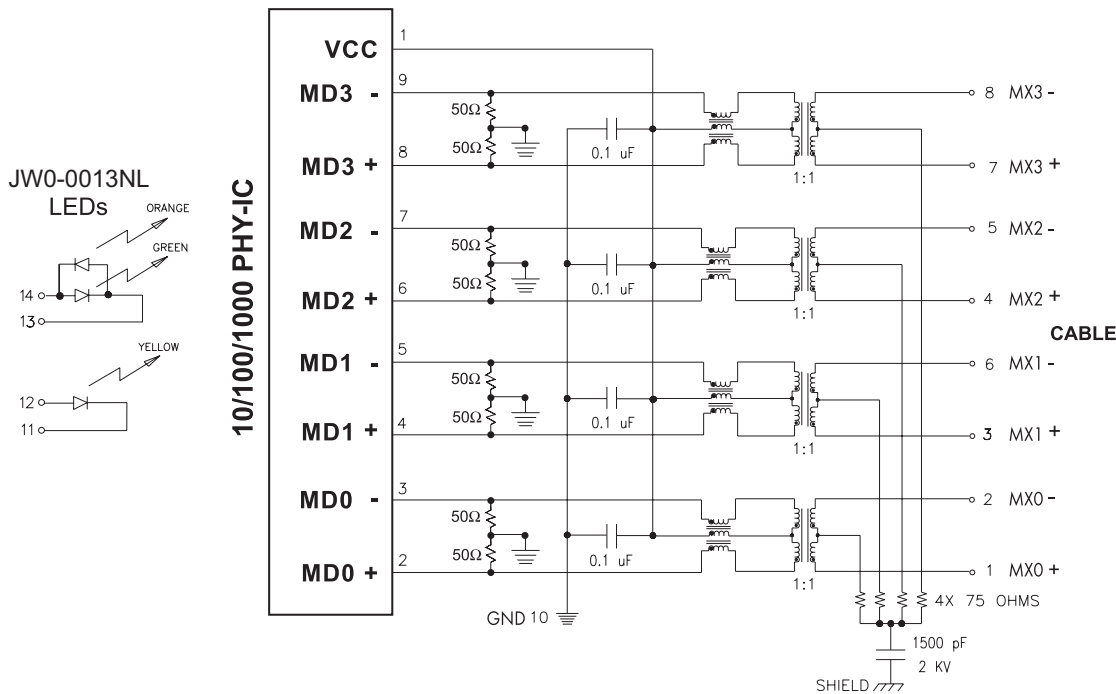 JW0-0013NL
LEDs
ORANGE
GREEN
14
13
YELLOW
12
11
10/100/1000 PHY-IC
VCC
1
MD3 -
9
MD3 +
8
MD2 -
7
MD2 +
6
MD1 -
5
MD1 +
4
MD0 -
3
MD0 +
2
50Ω
50Ω
0.1 uF
1:1
8 MX3 -
7 MX3 +
50Ω
50Ω
0.1 uF
1:1
5 MX2 -
4 MX2 +
CABLE
50Ω
50Ω
0.1 uF
1:1
6 MX1 -
3 MX1 +
50Ω
50Ω
0.1 uF
1:1
2 MX0 -
1 MX0 +
GND 10
4X 75 OHMS
1500 pF
2 KV
SHIELD